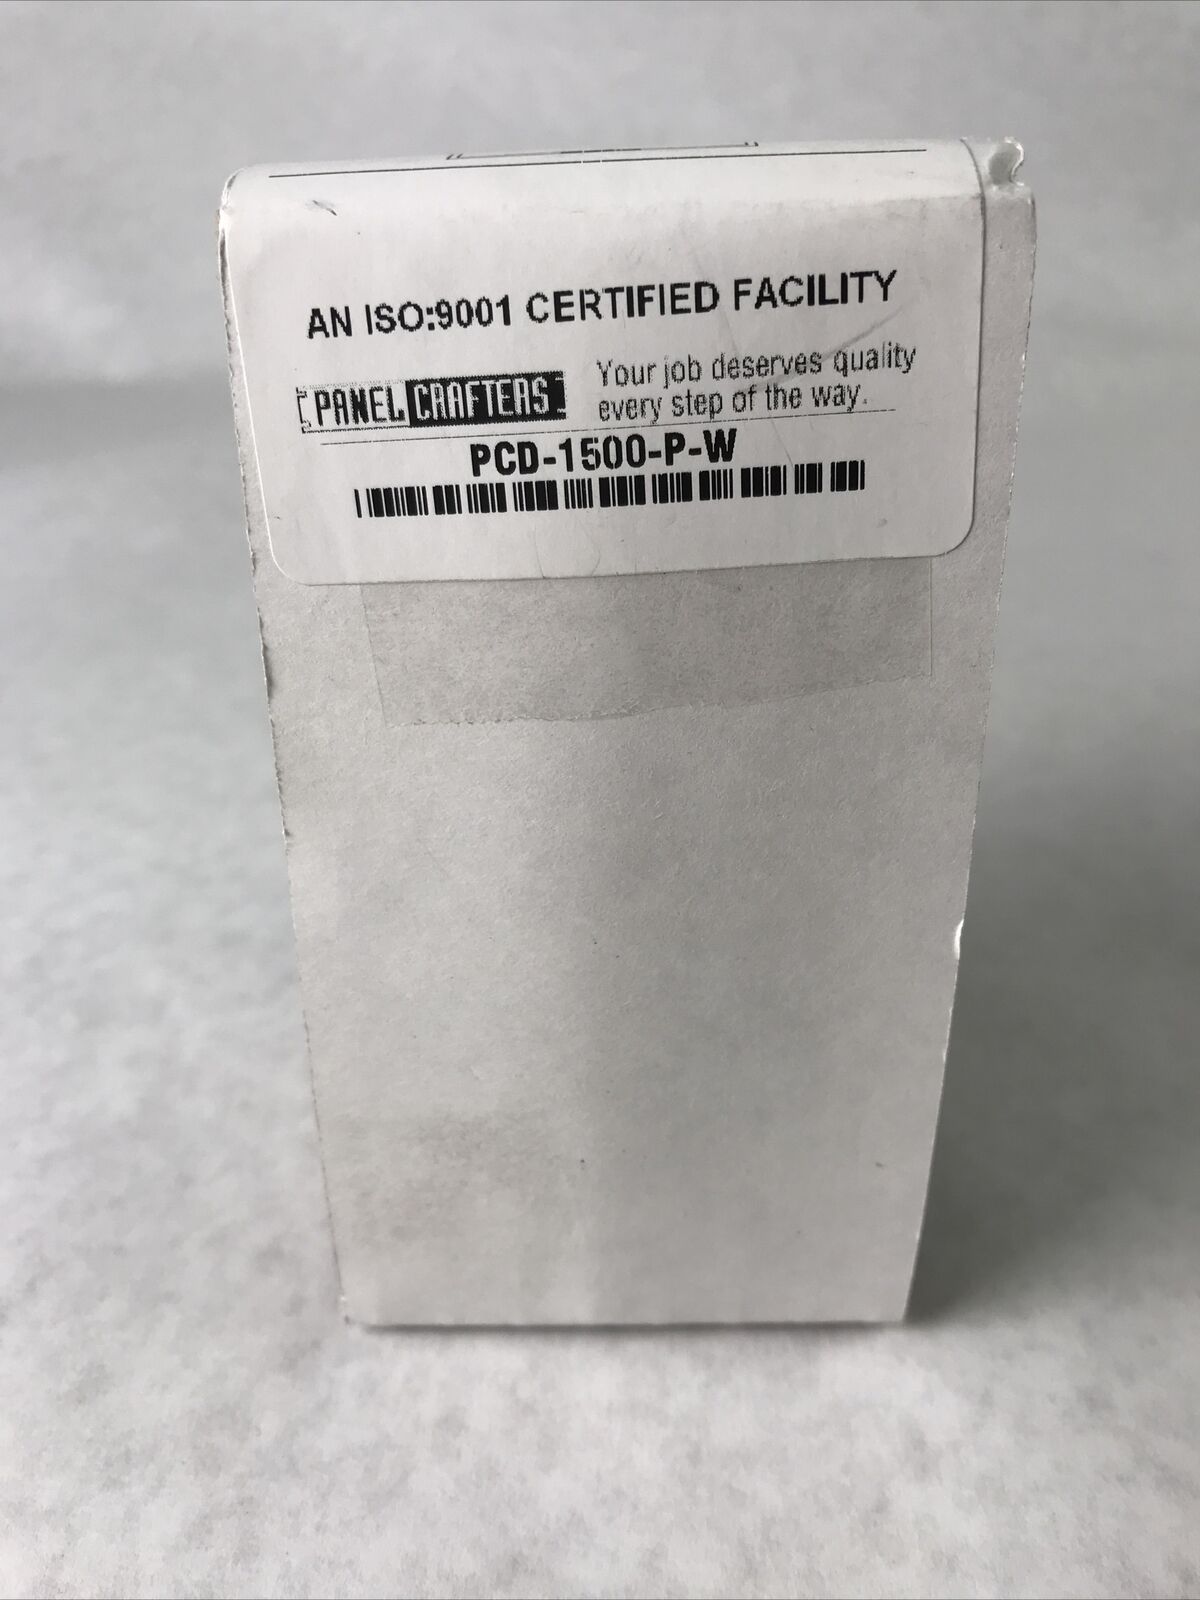 AN ISO:9001 CERTIFIED FACILITY
PANEL CRAFTERS
Your job deserves quality
every step of the way.
PCD-1500-P-W